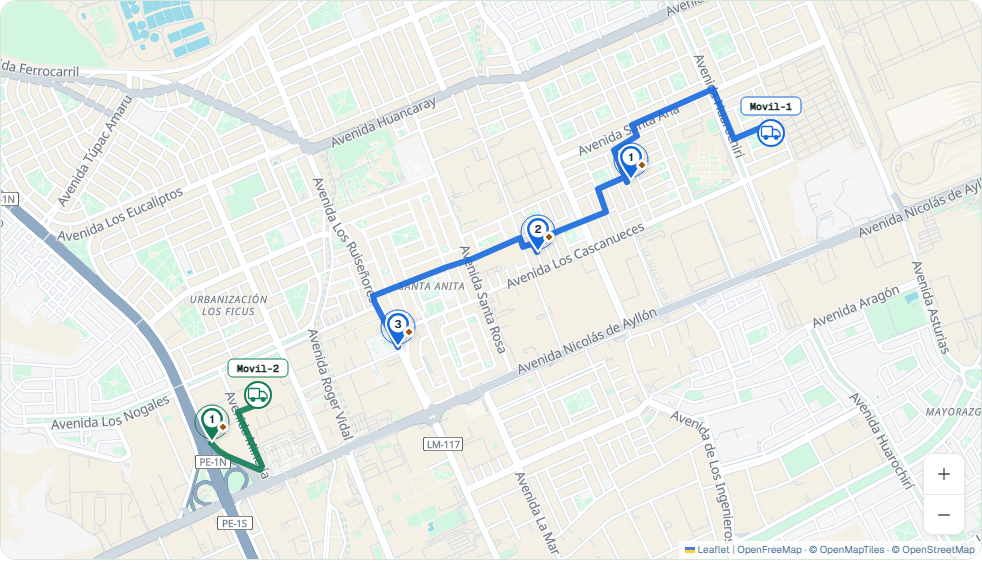 da Ferrocarril
Avenida Túpac Amaru
Avenida Huancaray
Avenida Huarochirí
Movil-1
Avenida Santa Ana
1
-1N
Avenida Los Eucaliptos
Avenida Los Ruiseñores
2
Avenida Nicolás de Ayll
Avenida Los Cascanueces
Avenida Santa Rosa
SANTA ANITA
URBANIZACIÓN
LOS FICUS
3
Avenida Asturias
Avenida Aragón
Avenida Nicolás de Ayllón
Avenida Roger Vidal
Movil-2
1
Avenida Los Nogales
Avenida Huarochirí
MAYORAZG
Avenida de Los Ingenieros
LM-117
PE-1N
Avenida La Mar
PE-1S
+
−
Leaflet | OpenFreeMap · © OpenMapTiles · © OpenStreetMap